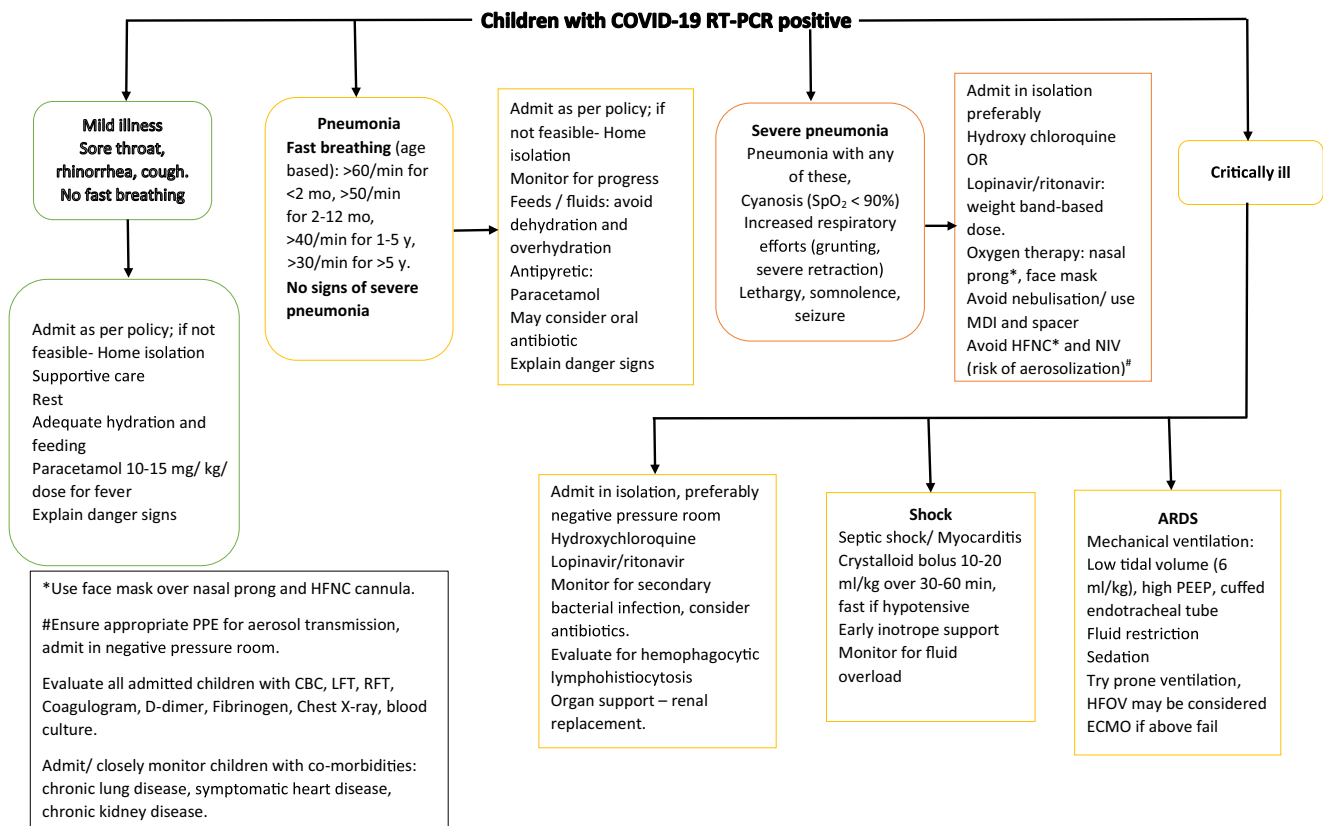 Children with COVID-19 RT-PCR positive
Mild illness
Sore throat,
rhinorrhea, cough.
No fast breathing
Admit as per policy; if not
feasible- Home isolation
Supportive care
Rest
Adequate hydration and
feeding
Paracetamol 10-15 mg/ kg/
dose for fever
Explain danger signs
Pneumonia
Fast breathing (age
based): >60/min for
<2 mo, >50/min
for 2-12 mo,
>40/min for 1-5 y,
>30/min for >5 y.
No signs of severe
pneumonia
Admit as per policy; if
not feasible- Home
isolation
Monitor for progress
Feeds / fluids: avoid
dehydration and
overhydration
Antipyretic:
Paracetamol
May consider oral
antibiotic
Explain danger signs
Severe pneumonia
Pneumonia with any
of these,
Cyanosis (SpO₂ < 90%)
Increased respiratory
efforts (grunting,
severe retraction)
Lethargy, somnolence,
seizure
Admit in isolation
preferably
Hydroxy chloroquine
OR
Lopinavir/ritonavir:
weight band-based
dose.
Oxygen therapy: nasal
prong*, face mask
Avoid nebulisation/ use
MDI and spacer
Avoid HFNC* and NIV
(risk of aerosolization)#
Critically ill
Admit in isolation, preferably
negative pressure room
Hydroxychloroquine
Lopinavir/ritonavir
Monitor for secondary
bacterial infection, consider
antibiotics.
Evaluate for hemophagocytic
lymphohistiocytosis
Organ support – renal
replacement.
Shock
Septic shock/ Myocarditis
Crystalloid bolus 10-20
ml/kg over 30-60 min,
fast if hypotensive
Early inotrope support
Monitor for fluid
overload
ARDS
Mechanical ventilation:
Low tidal volume (6
ml/kg), high PEEP, cuffed
endotracheal tube
Fluid restriction
Sedation
Try prone ventilation,
HFOV may be considered
ECMO if above fail
*Use face mask over nasal prong and HFNC cannula.
#Ensure appropriate PPE for aerosol transmission,
admit in negative pressure room.
Evaluate all admitted children with CBC, LFT, RFT,
Coagulogram, D-dimer, Fibrinogen, Chest X-ray, blood
culture.
Admit/ closely monitor children with co-morbidities:
chronic lung disease, symptomatic heart disease,
chronic kidney disease.